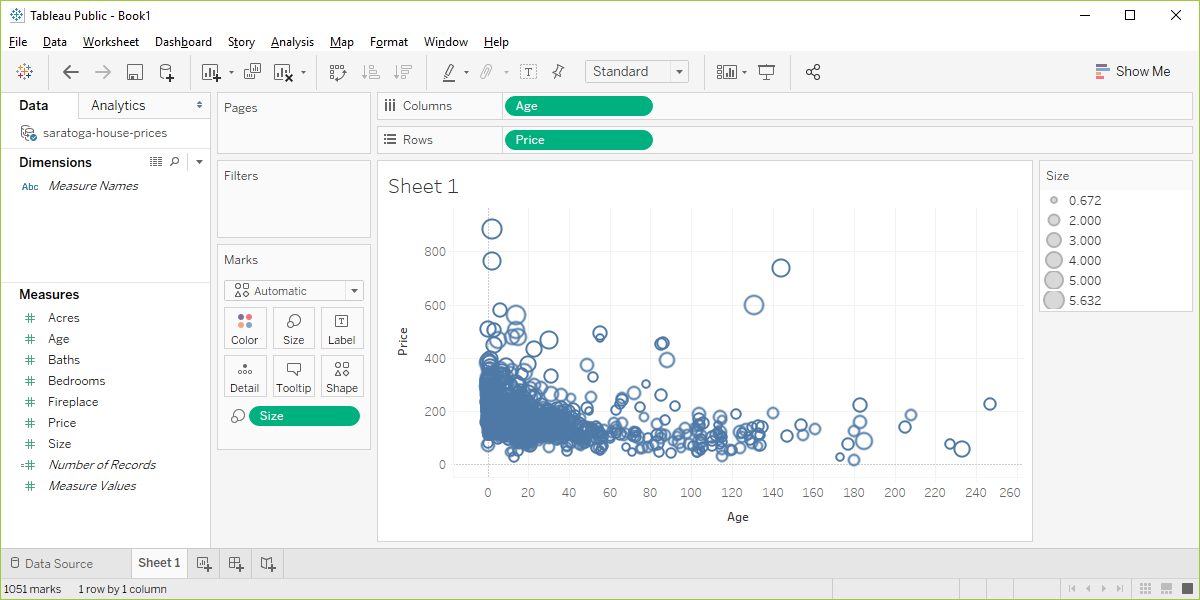 Tableau Public - Book1
File Data Worksheet Dashboard Story Analysis Map Format Window Help
T Standard Show Me
Data Analytics
saratoga-house-prices
Dimensions
Abc Measure Names
Measures
Acres
Age
Baths
Bedrooms
Fireplace
Price
Size
Number of Records
Measure Values
Pages
Filters
Marks
Automatic
Color Size Label
Detail Tooltip Shape
Size
Columns Age
Rows Price
Sheet 1
800
600
400
200
0
Price
0 20 40 60 80 100 120 140 160 180 200 220 240 260
Age
Size
0.672
2.000
3.000
4.000
5.000
5.632
Data Source Sheet 1
1051 marks 1 row by 1 column